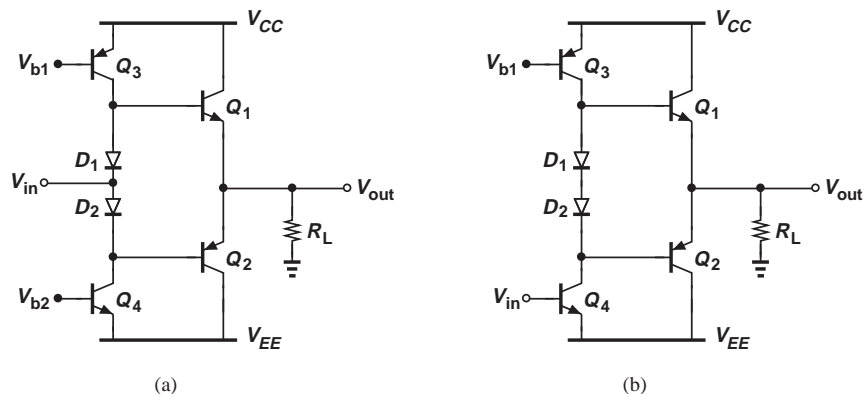 V_CC
V_b1
Q_3
Q_1
D_1
V_in
D_2
V_out
R_L
Q_2
V_b2
Q_4
V_EE
(a)
V_CC
V_b1
Q_3
Q_1
D_1
D_2
V_out
R_L
Q_2
V_in
Q_4
V_EE
(b)